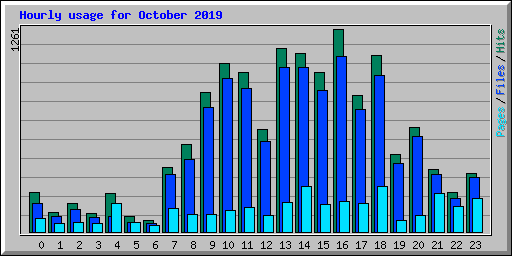 Hourly usage for October 2019
1261
Pages/Files/Hits
0 1 2 3 4 5 6 7 8 9 10 11 12 13 14 15 16 17 18 19 20 21 22 23